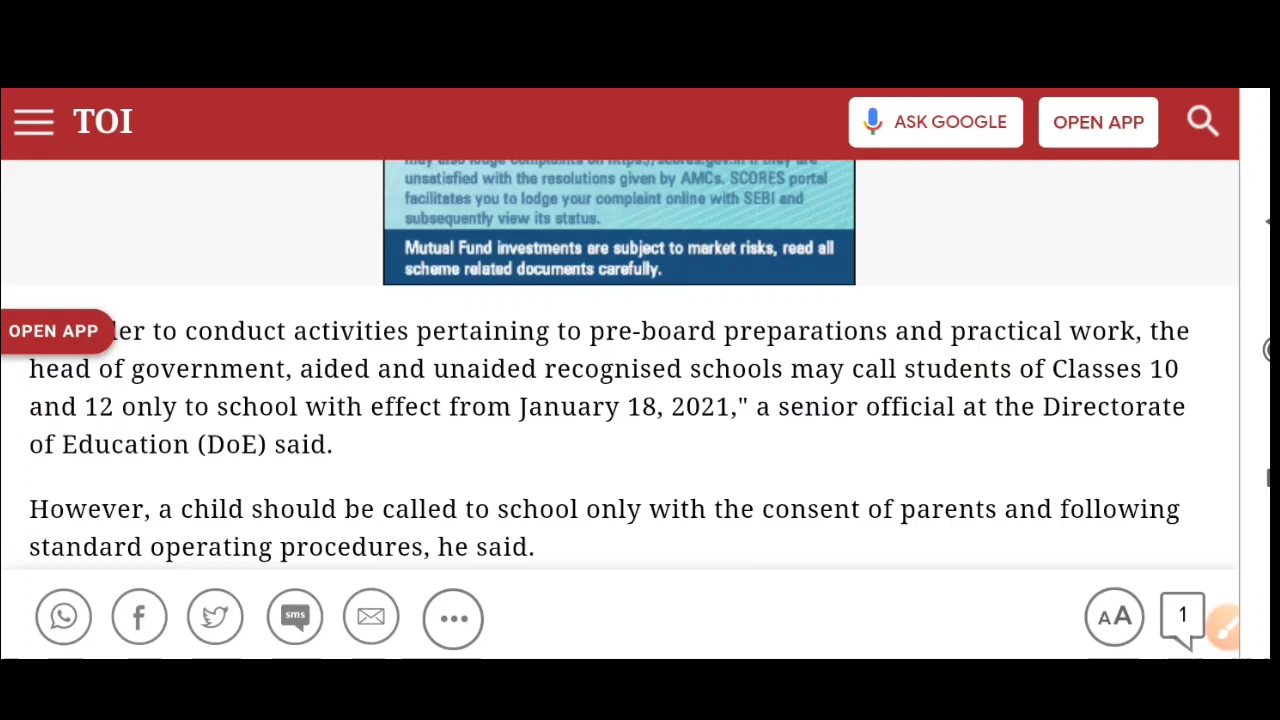 TOI
ASK GOOGLE
OPEN APP
unsatisfied with the resolutions given by AMCs. SCORES portal
facilitates you to lodge your complaint online with SEBI and
subsequently view its status.
Mutual Fund investments are subject to market risks, read all
scheme related documents carefully.
OPEN APP
to conduct activities pertaining to pre-board preparations and practical work, the
head of government, aided and unaided recognised schools may call students of Classes 10
and 12 only to school with effect from January 18, 2021," a senior official at the Directorate
of Education (DoE) said.
However, a child should be called to school only with the consent of parents and following
standard operating procedures, he said.
sms
AA
1